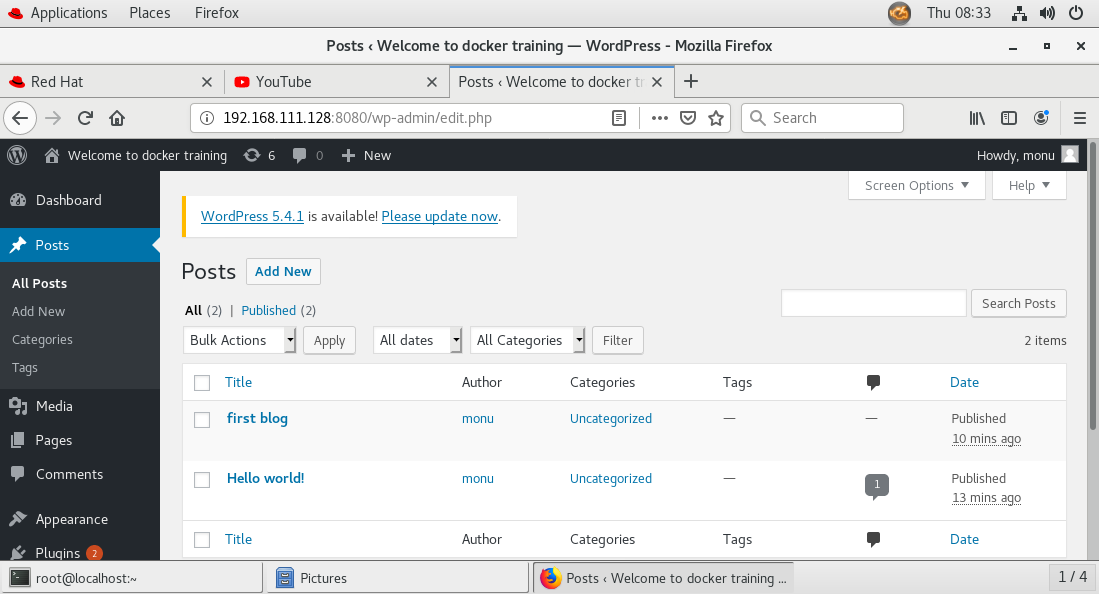 Applications Places Firefox Thu 08:33
Posts ‹ Welcome to docker training — WordPress - Mozilla Firefox
Red Hat YouTube Posts ‹ Welcome to docker tr
192.168.111.128:8080/wp-admin/edit.php Search
Welcome to docker training 6 0 New Howdy, monu
Screen Options Help
Dashboard
WordPress 5.4.1 is available! Please update now.
Posts
Posts Add New
All Posts
Add New
Categories
Tags
All (2) | Published (2)
Search Posts
Bulk Actions Apply All dates All Categories Filter 2 items
Title Author Categories Tags Date
Media
first blog monu Uncategorized — — Published
10 mins ago
Pages
Comments
Hello world! monu Uncategorized — 1 Published
13 mins ago
Appearance
Title Author Categories Tags Date
Plugins 2
root@localhost:~ Pictures Posts ‹ Welcome to docker training ... 1 / 4